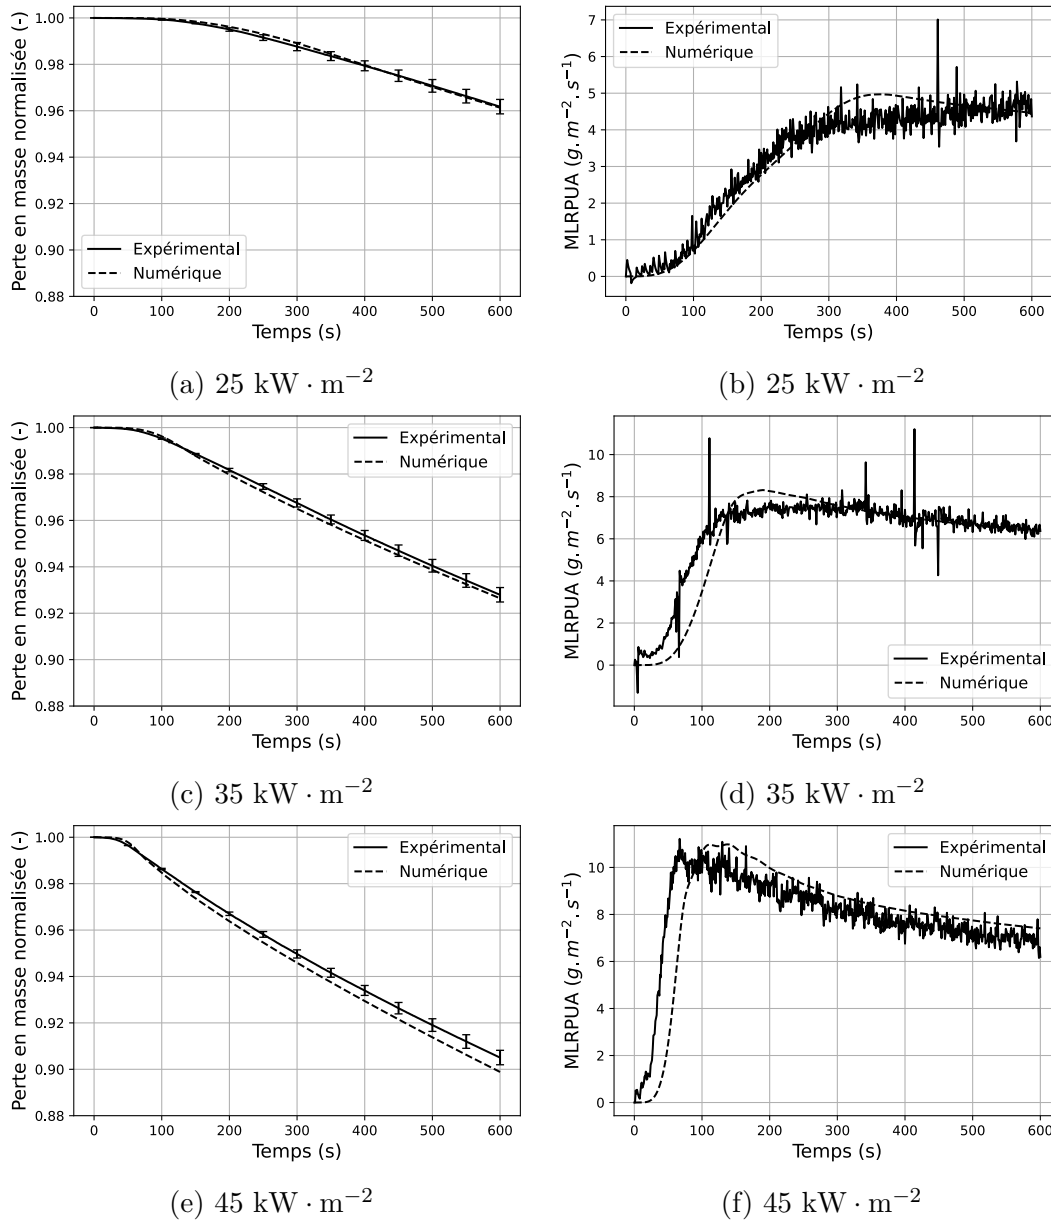 Perte en masse normalisée (-)
1.00
0.98
0.96
0.94
0.92
0.90
0.88
Expérimental
Numérique
0 100 200 300 400 500 600
Temps (s)
(a) 25 kW · m⁻²
MLRPUA (g.m⁻².s⁻¹)
7
6
5
4
3
2
1
0
Expérimental
Numérique
0 100 200 300 400 500 600
Temps (s)
(b) 25 kW · m⁻²
Perte en masse normalisée (-)
1.00
0.98
0.96
0.94
0.92
0.90
0.88
Expérimental
Numérique
0 100 200 300 400 500 600
Temps (s)
(c) 35 kW · m⁻²
MLRPUA (g.m⁻².s⁻¹)
10
8
6
4
2
0
Expérimental
Numérique
0 100 200 300 400 500 600
Temps (s)
(d) 35 kW · m⁻²
Perte en masse normalisée (-)
1.00
0.98
0.96
0.94
0.92
0.90
0.88
Expérimental
Numérique
0 100 200 300 400 500 600
Temps (s)
(e) 45 kW · m⁻²
MLRPUA (g.m⁻².s⁻¹)
10
8
6
4
2
0
Expérimental
Numérique
0 100 200 300 400 500 600
Temps (s)
(f) 45 kW · m⁻²